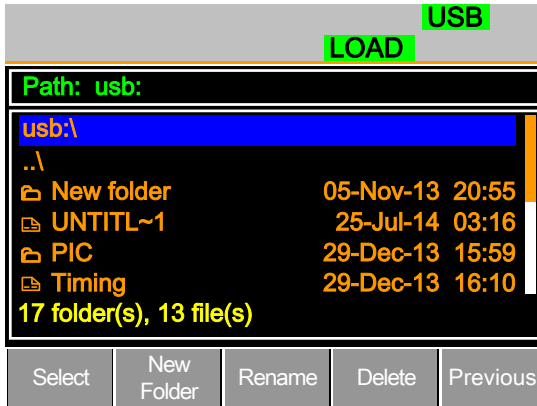 USB
LOAD
Path: usb:
usb:\
..\
New folder 05-Nov-13 20:55
UNTITL~1 25-Jul-14 03:16
PIC 29-Dec-13 15:59
Timing 29-Dec-13 16:10
17 folder(s), 13 file(s)
Select New Folder Rename Delete Previous